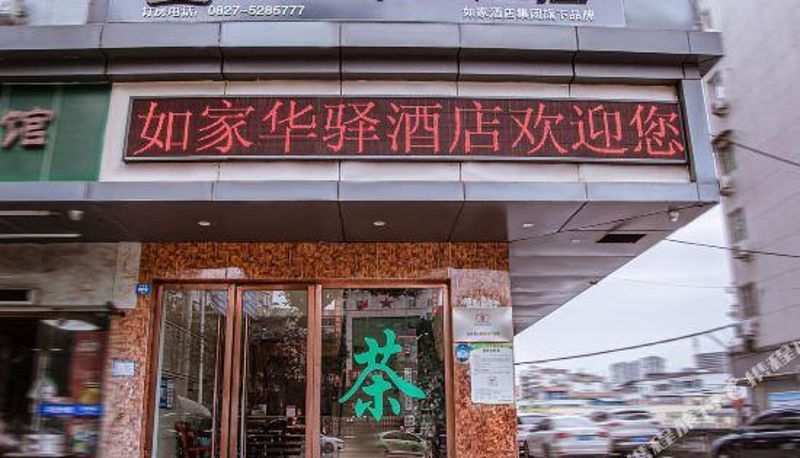 订房电话：0827-5285777
如家酒店集团旗下品牌
馆
如家华驿酒店欢迎您
茶